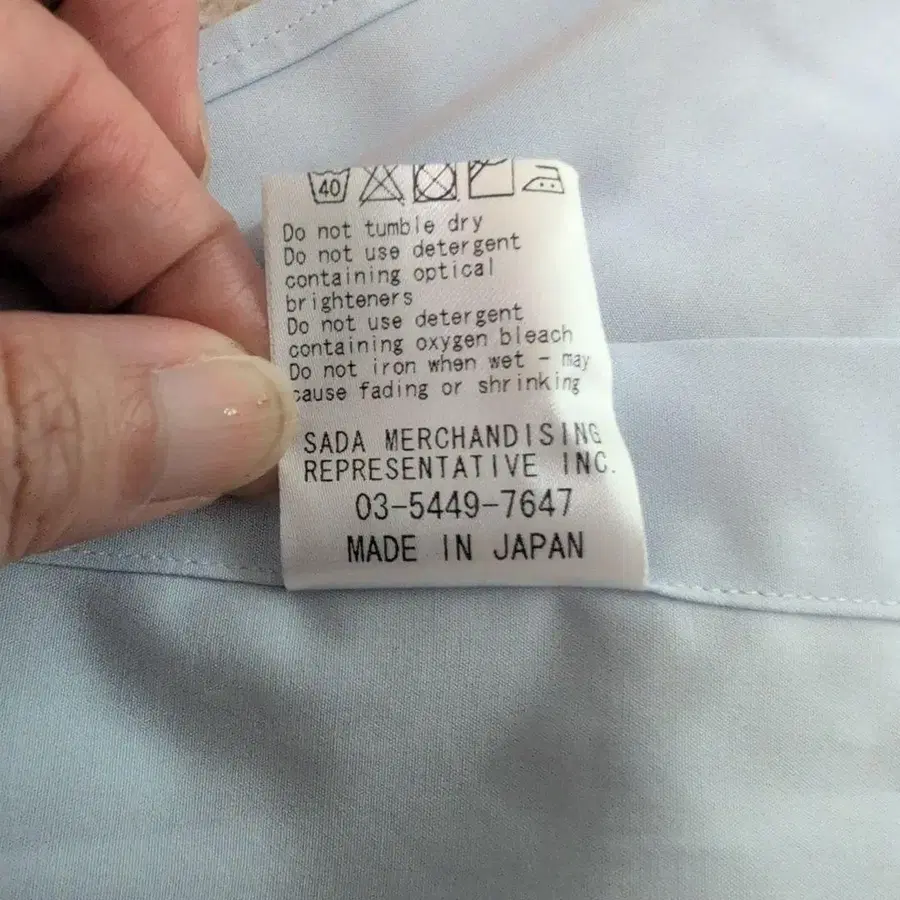 40
Do not tumble dry
Do not use detergent
containing optical
brighteners
Do not use detergent
containing oxygen bleach
Do not iron when wet - may
cause fading or shrinking
SADA MERCHANDISING
REPRESENTATIVE INC.
03-5449-7647
MADE IN JAPAN